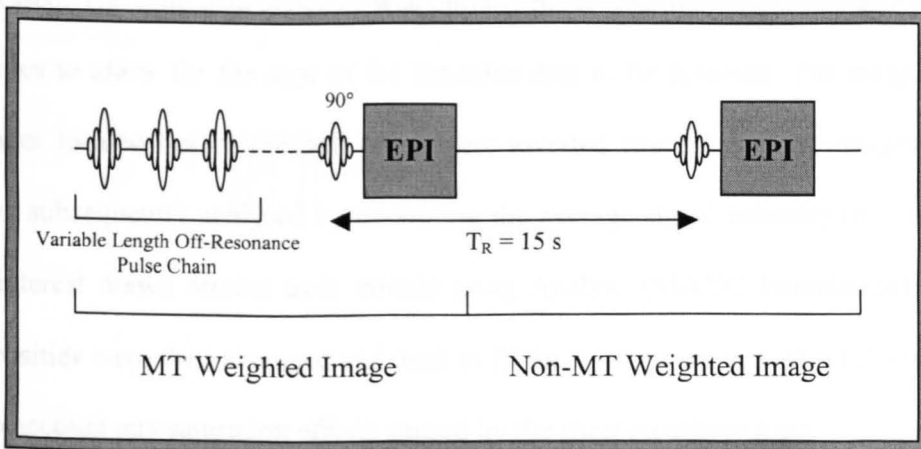 90°
EPI
EPI
Variable Length Off-Resonance
Pulse Chain
T_R = 15 s
MT Weighted Image
Non-MT Weighted Image